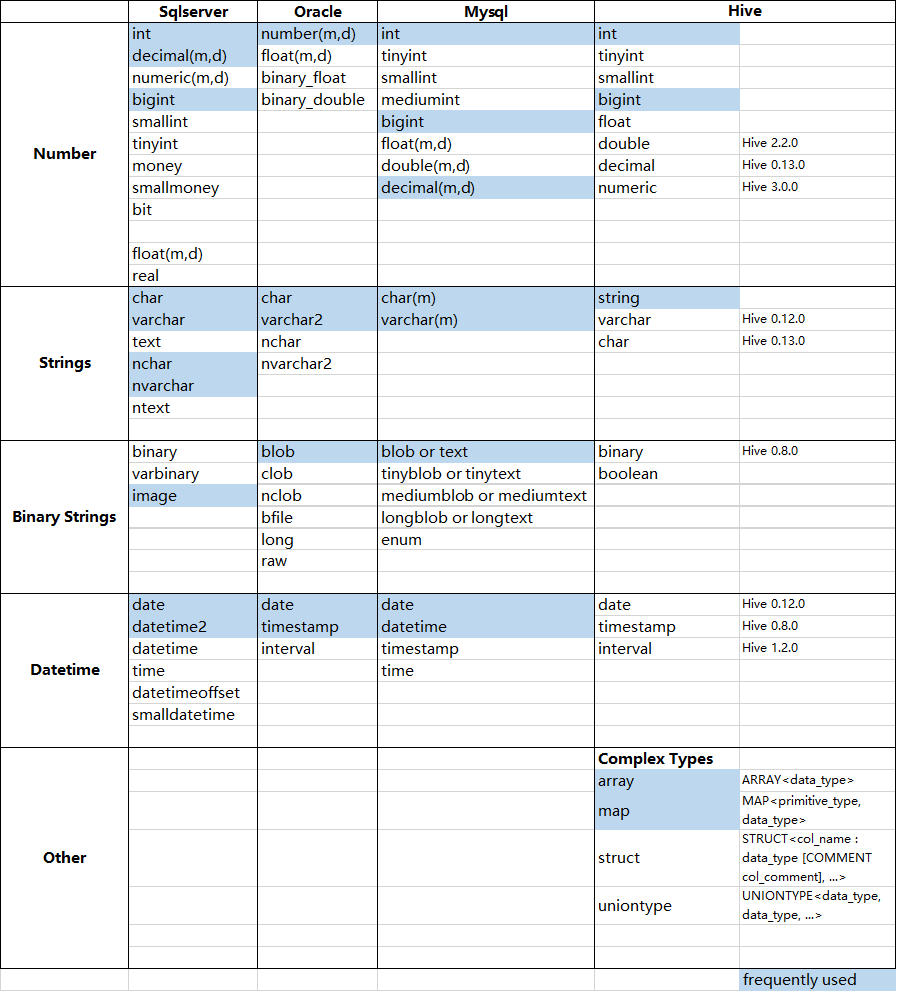 Sqlserver Oracle Mysql Hive
int number(m,d) int int
decimal(m,d) float(m,d) tinyint tinyint
numeric(m,d) binary_float smallint smallint
bigint binary_double mediumint bigint
smallint bigint float
Number
tinyint float(m,d) double Hive 2.2.0
money double(m,d) decimal Hive 0.13.0
smallmoney decimal(m,d) numeric Hive 3.0.0
bit
float(m,d)
real
char char char(m) string
varchar varchar2 varchar(m) varchar Hive 0.12.0
text nchar char Hive 0.13.0
Strings nchar nvarchar2
nvarchar
ntext
binary blob blob or text binary Hive 0.8.0
varbinary clob tinyblob or tinytext boolean
image nclob mediumblob or mediumtext
Binary Strings bfile longblob or longtext
long enum
raw
date date date date Hive 0.12.0
datetime2 timestamp datetime timestamp Hive 0.8.0
datetime interval timestamp interval Hive 1.2.0
Datetime time time
datetimeoffset
smalldatetime
Complex Types
array ARRAY<data_type>
map MAP<primitive_type,
data_type>
Other struct STRUCT<col_name :
data_type [COMMENT
col_comment], ...>
uniontype UNIONTYPE<data_type,
data_type, ...>
frequently used